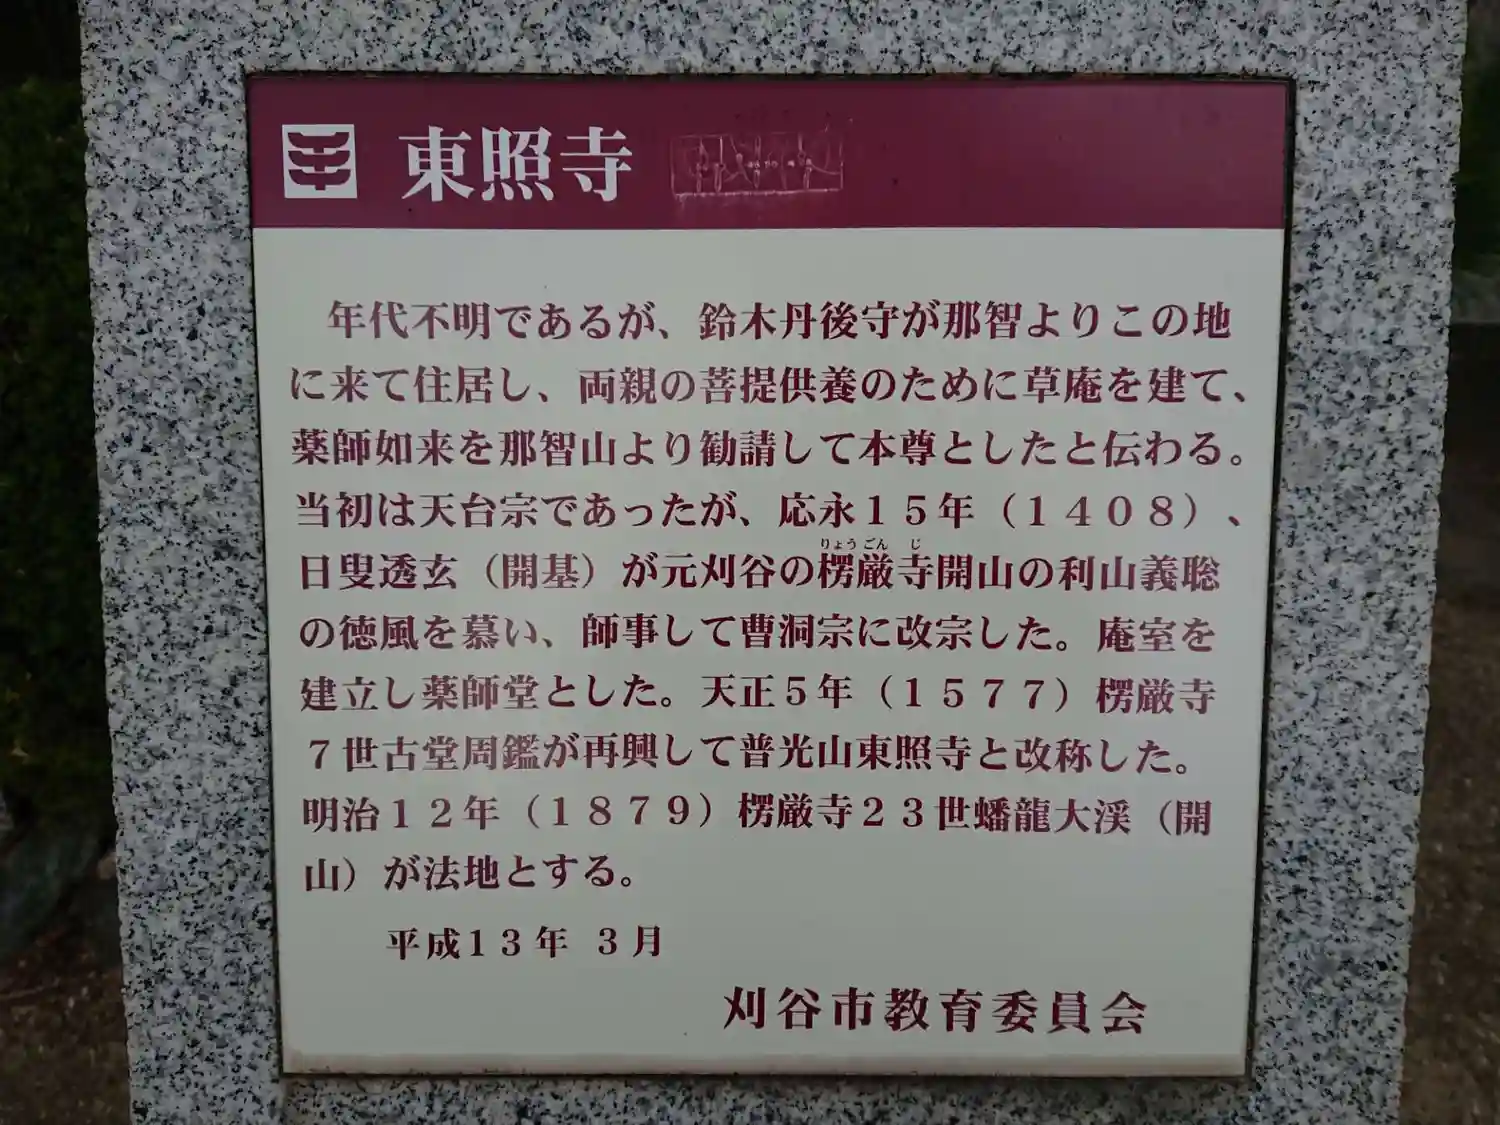 東照寺
年代不明であるが、鈴木丹後守が那智よりこの地
に来て住居し、両親の菩提供養のために草庵を建て、
薬師如来を那智山より勧請して本尊としたと伝わる。
当初は天台宗であったが、応永１５年（１４０８）、
りょう ごん じ
日叟透玄（開基）が元刈谷の楞厳寺開山の利山義聡
の徳風を慕い、師事して曹洞宗に改宗した。庵室を
建立し薬師堂とした。天正５年（１５７７）楞厳寺
７世古堂周鑑が再興して普光山東照寺と改称した。
明治１２年（１８７９）楞厳寺２３世蟠龍大渓（開
山）が法地とする。
平成１３年 ３月
刈谷市教育委員会